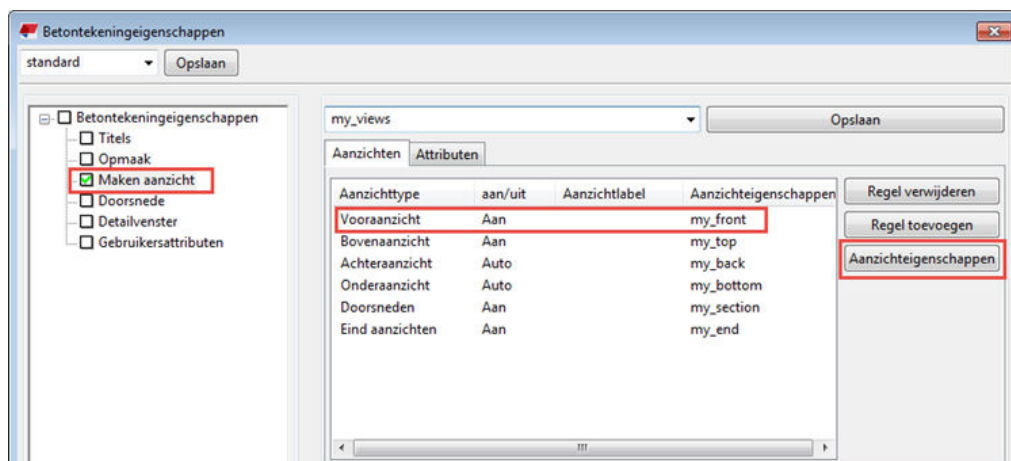 Betontekeningeigenschappen
standard Opslaan
Betontekeningeigenschappen
Titels
Opmaak
Maken aanzicht
Doorsnede
Detailvenster
Gebruikersattributen
my_views Opslaan
Aanzichten Attributen
Aanzichttype aan/uit Aanzichtlabel Aanzichteigenschappen
Vooraanzicht Aan my_front
Bovenaanzicht Aan my_top
Achteraanzicht Auto my_back
Onderaanzicht Auto my_bottom
Doorsneden Aan my_section
Eind aanzichten Aan my_end
Regel verwijderen
Regel toevoegen
Aanzichteigenschappen